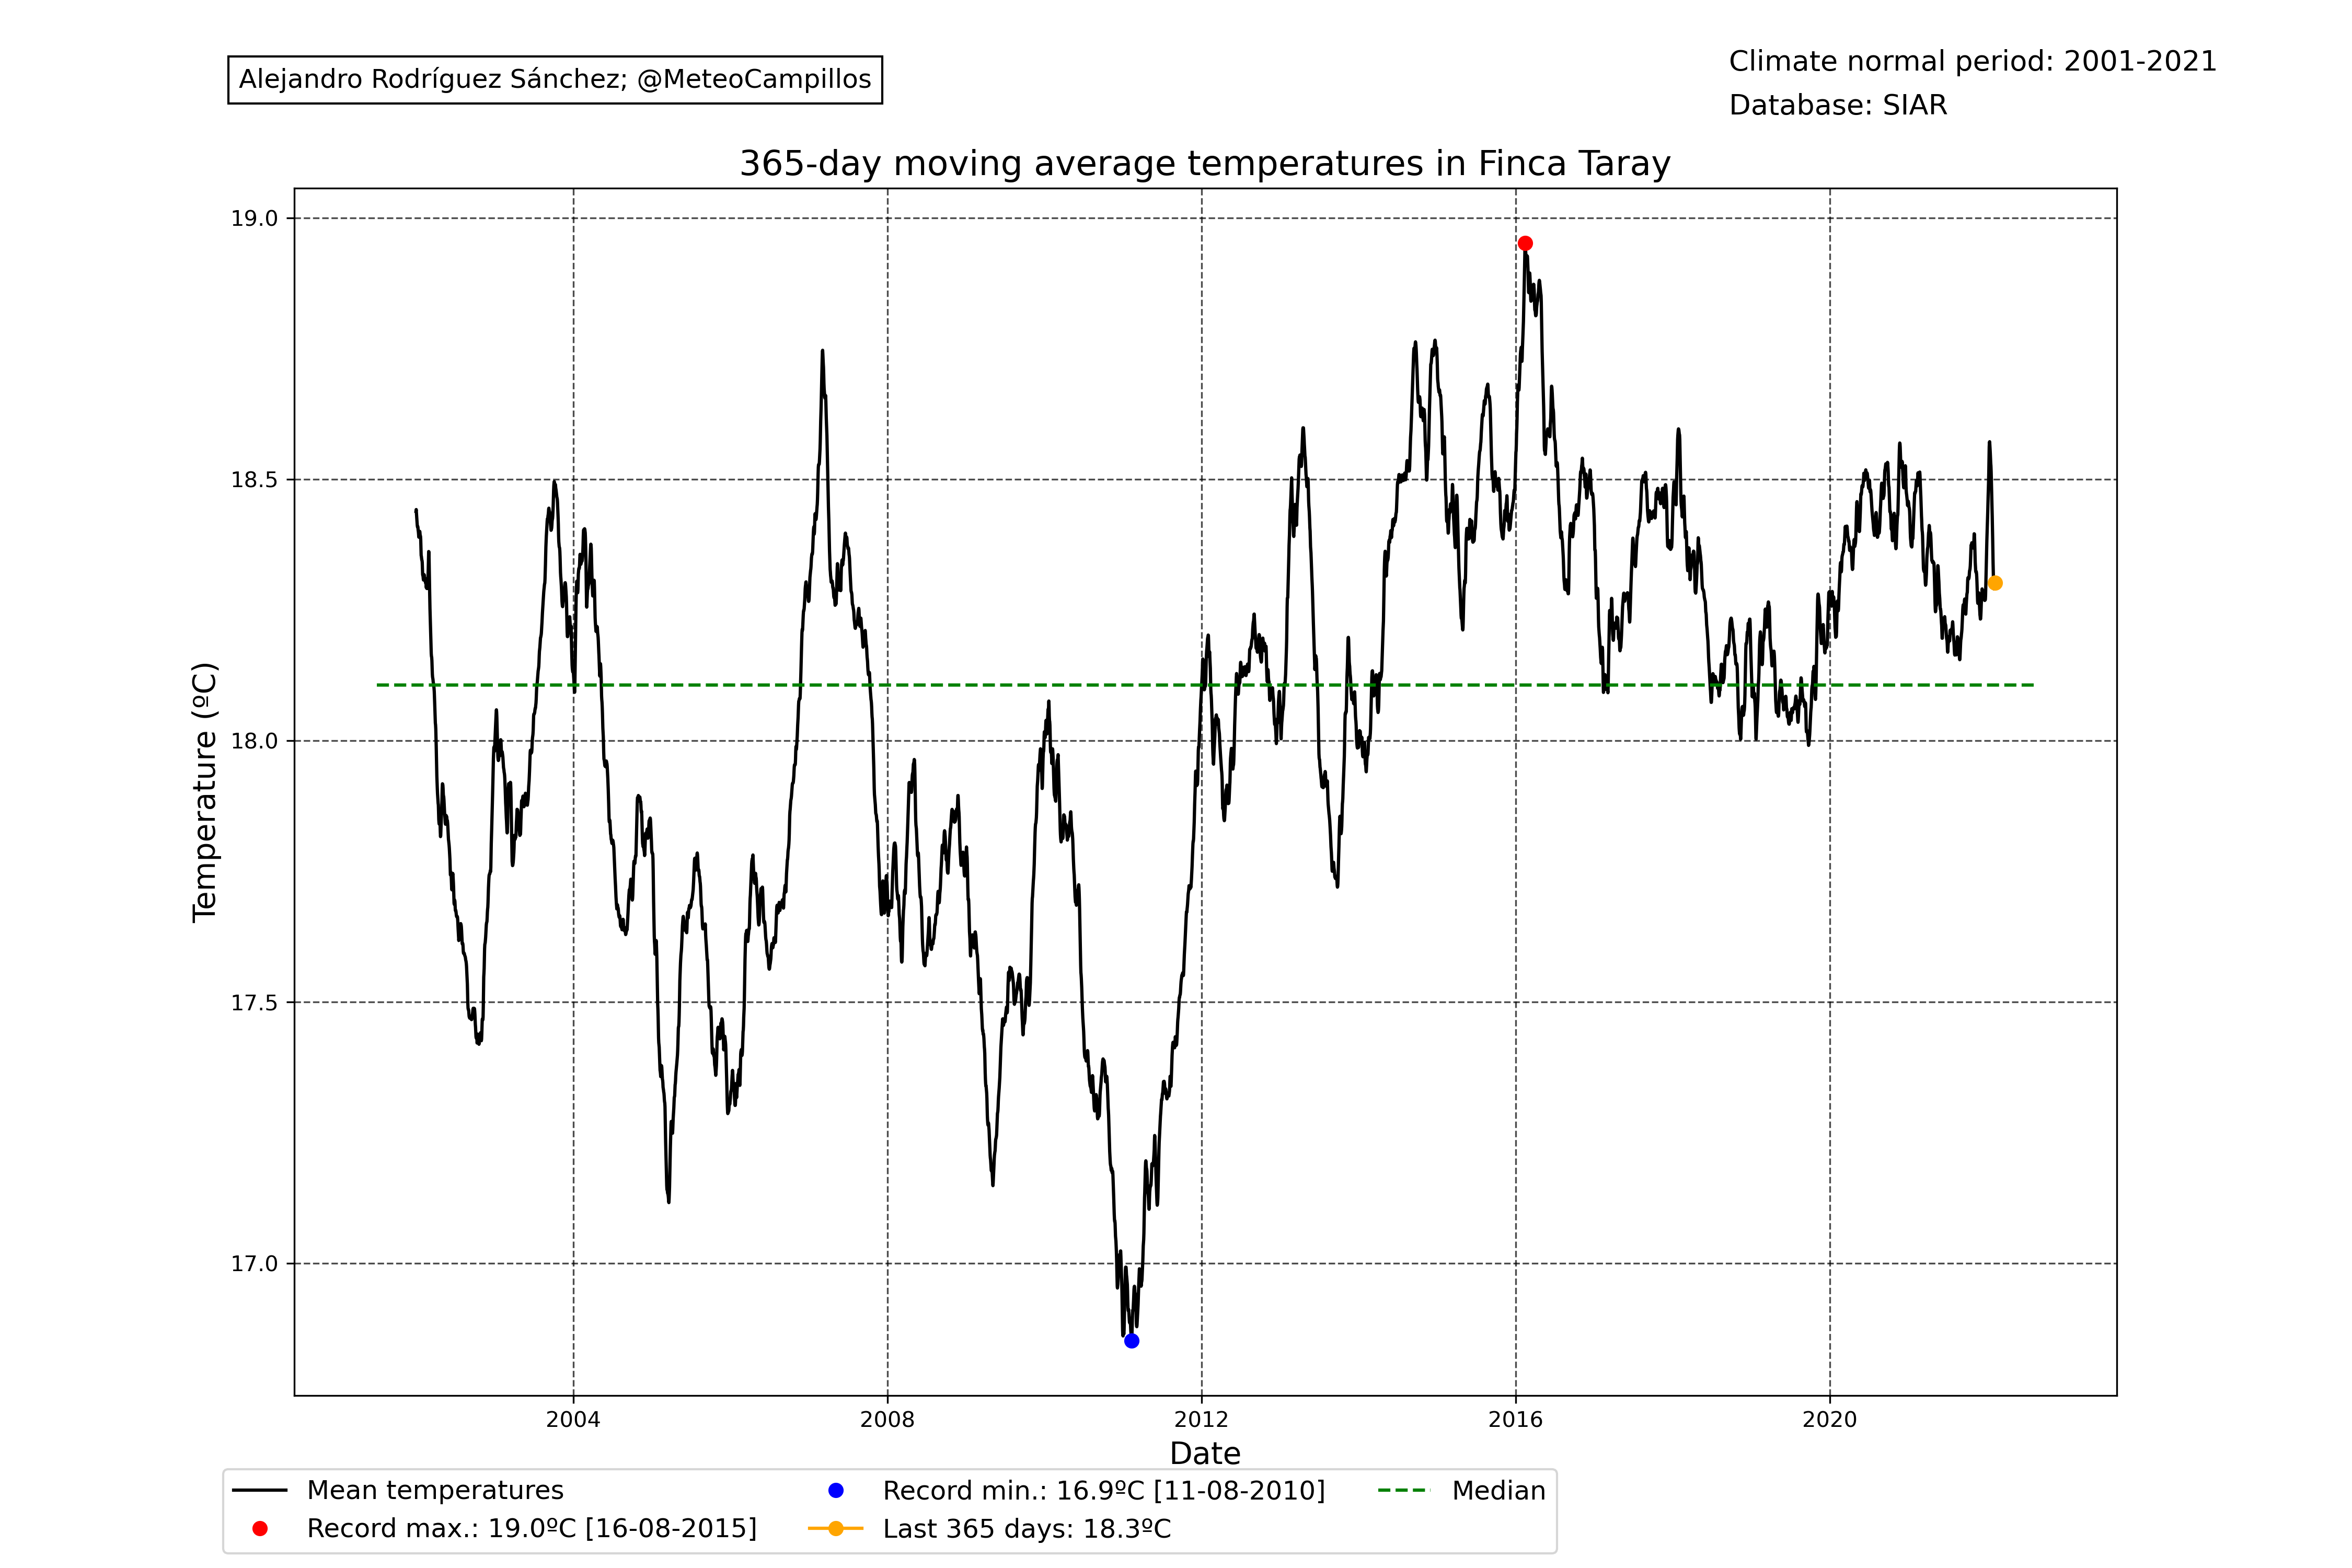 Alejandro Rodríguez Sánchez; @MeteoCampillos
Climate normal period: 2001-2021
Database: SIAR
365-day moving average temperatures in Finca Taray
19.0
18.5
18.0
17.5
17.0
Temperature (ºC)
2004 2008 2012 2016 2020
Date
Mean temperatures
Record max.: 19.0ºC [16-08-2015]
Record min.: 16.9ºC [11-08-2010]
Last 365 days: 18.3ºC
Median